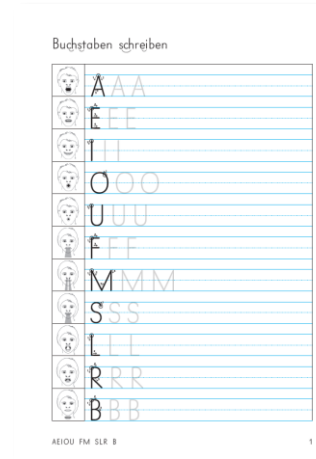 Buchstaben schreiben
A A A
E E E
I I I
O O O
U U U
F F F
M M M
S S S
L L L
R R R
B B B
AEIOU FM SLR B 1